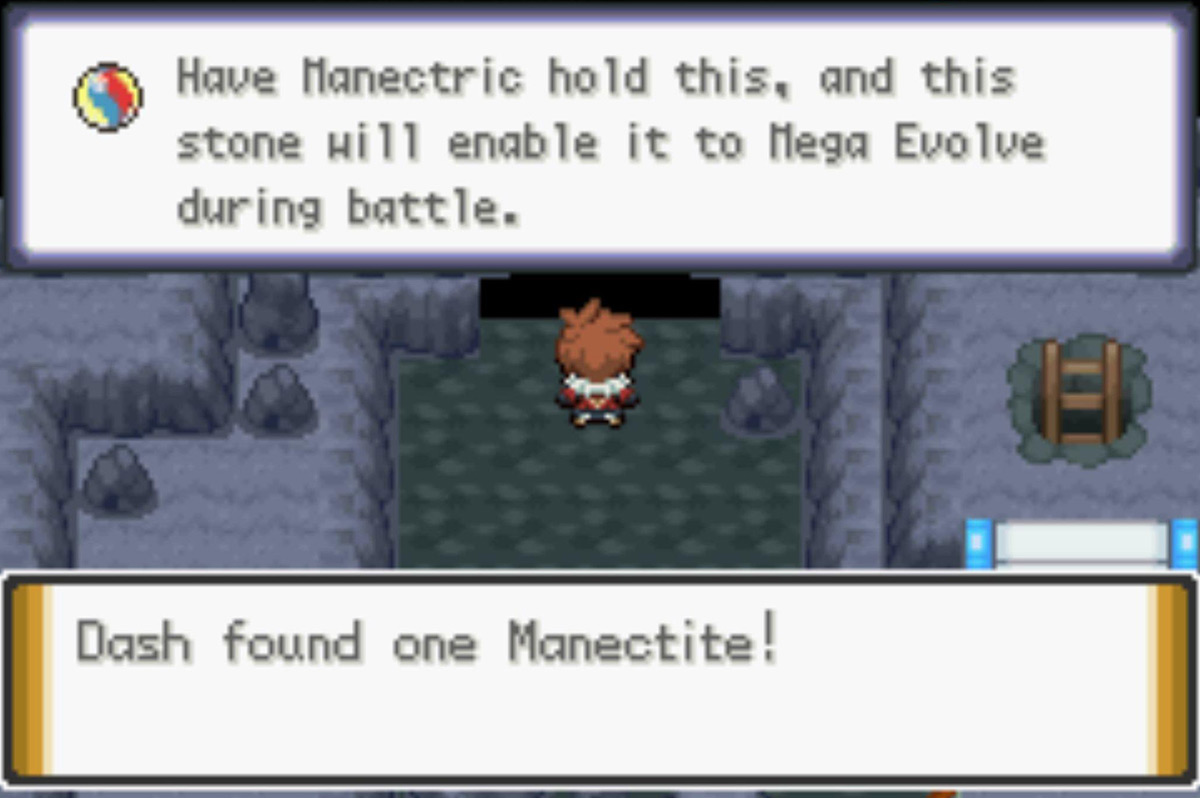 Have Manectric hold this, and this
stone will enable it to Mega Evolve
during battle.
Dash found one Manectite!